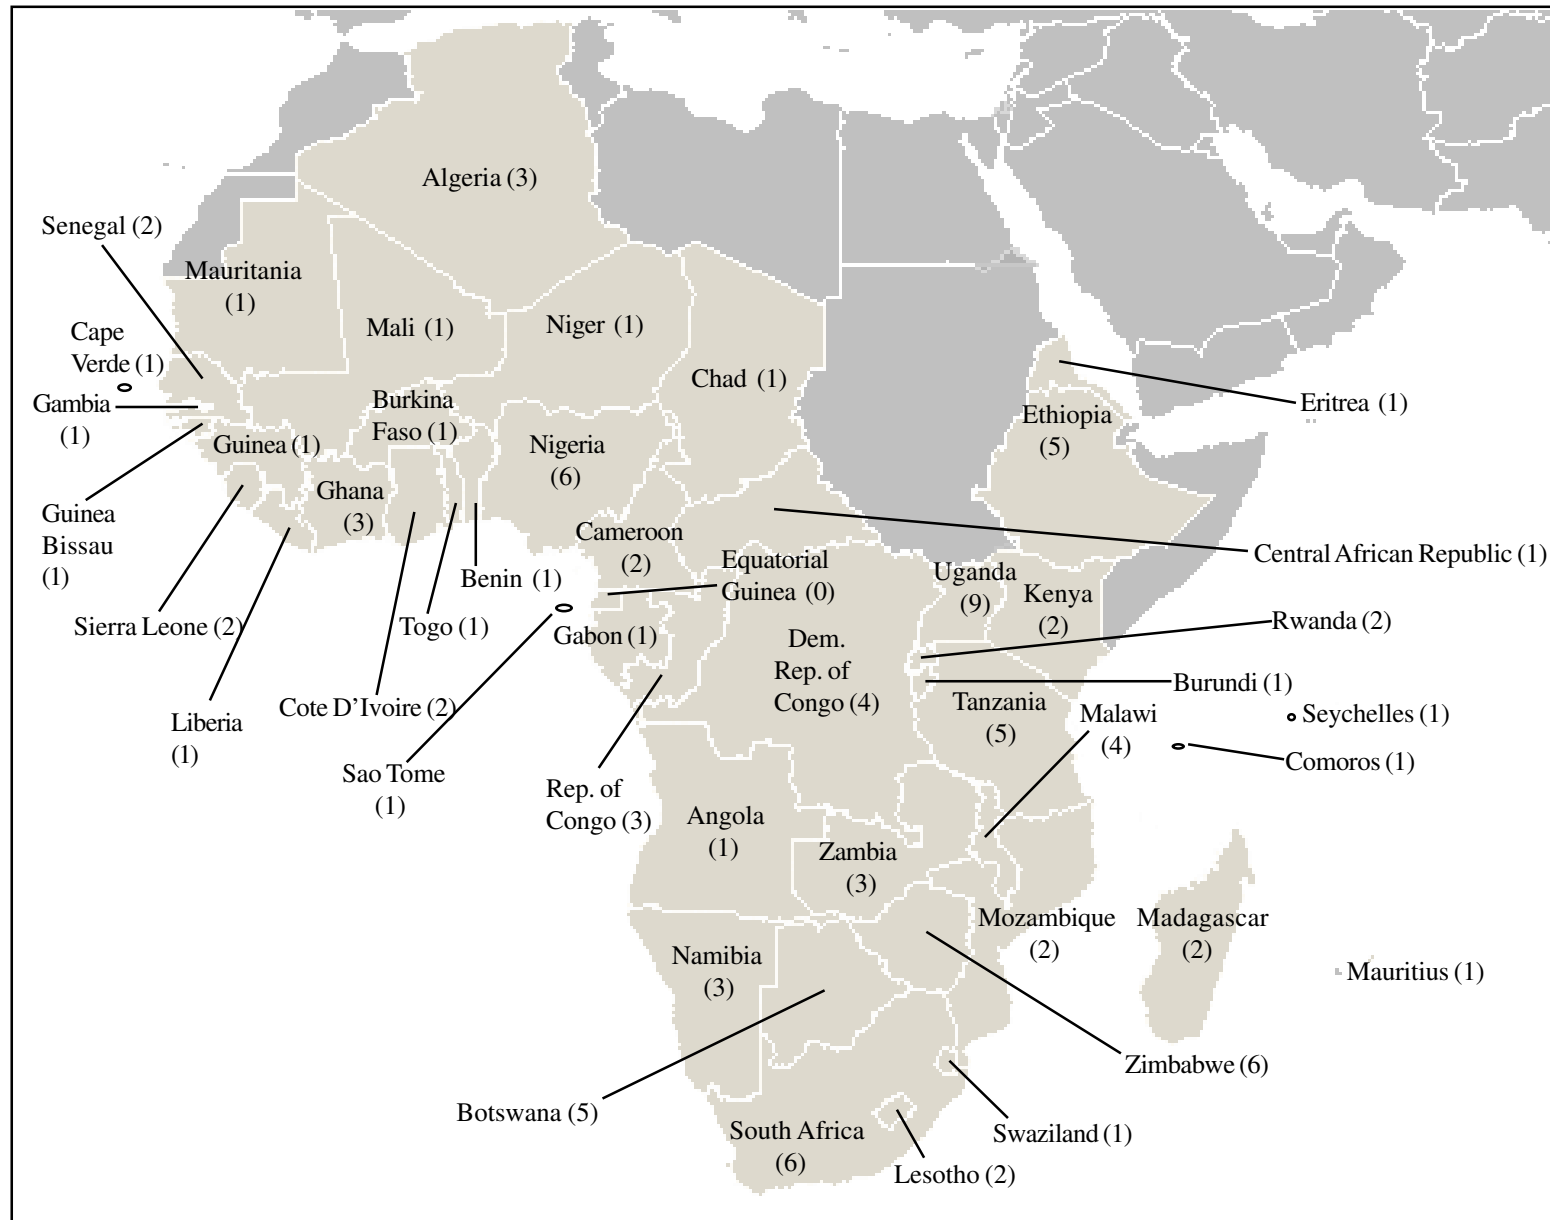 Algeria (3)
Senegal (2)
Mauritania
(1)
Mali (1)
Niger (1)
Cape
Verde (1)
Chad (1)
Gambia
(1)
Burkina
Faso (1)
Eritrea (1)
Ethiopia
(5)
Guinea (1)
Nigeria
(6)
Ghana
(3)
Guinea
Bissau
(1)
Cameroon
(2)
Central African Republic (1)
Benin (1)
Equatorial
Guinea (0)
Uganda
(9)
Kenya
(2)
Sierra Leone (2)
Togo (1)
Gabon (1)
Rwanda (2)
Dem.
Rep. of
Congo (4)
Burundi (1)
Cote D'Ivoire (2)
Tanzania
(5)
Malawi
(4)
Seychelles (1)
Liberia
(1)
Comoros (1)
Sao Tome
(1)
Rep. of
Congo (3)
Angola
(1)
Zambia
(3)
Mozambique
(2)
Madagascar
(2)
Namibia
(3)
Mauritius (1)
Zimbabwe (6)
Botswana (5)
South Africa
(6)
Swaziland (1)
Lesotho (2)